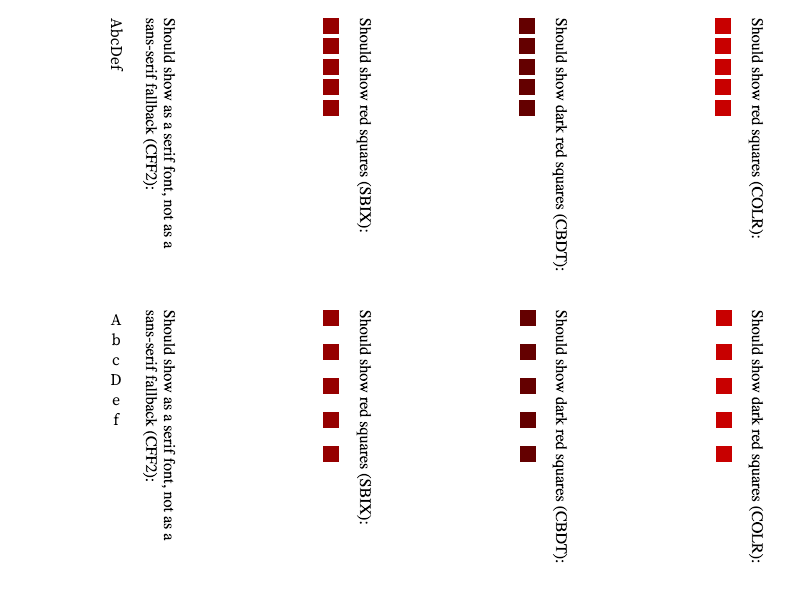 Should show red squares (COLR):
Should show dark red squares (CBDT):
Should show red squares (SBIX):
Should show as a serif font, not as a
sans-serif fallback (CFF2):
AbcDef
Should show dark red squares (COLR):
Should show dark red squares (CBDT):
Should show red squares (SBIX):
Should show as a serif font, not as a
sans-serif fallback (CFF2):
AbcDef